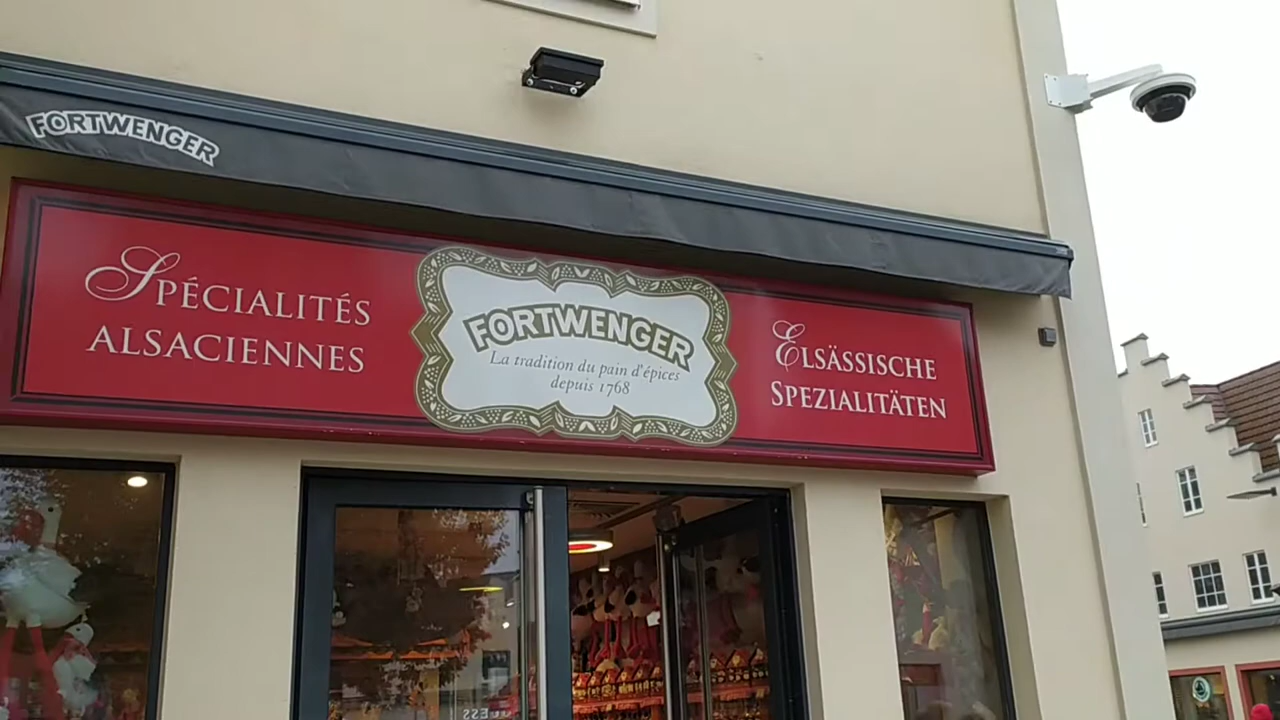 FORTWENGER
SPÉCIALITÉS
ALSACIENNES
FORTWENGER
La tradition du pain d'épices
depuis 1768
ELSÄSSISCHE
SPEZIALITÄTEN